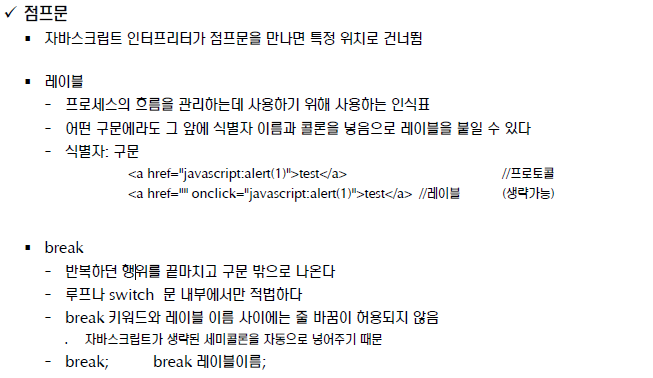 ✓ 점프문
▪ 자바스크립트 인터프리터가 점프문을 만나면 특정 위치로 건너뜀
▪ 레이블
- 프로세스의 흐름을 관리하는데 사용하기 위해 사용하는 인식표
- 어떤 구문에라도 그 앞에 식별자 이름과 콜론을 넣음으로 레이블을 붙일 수 있다
- 식별자: 구문
<a href="javascript:alert(1)">test</a> //프로토콜
<a href="" onclick="javascript:alert(1)">test</a> //레이블 (생략가능)
▪ break
- 반복하던 행위를 끝마치고 구문 밖으로 나온다
- 루프나 switch 문 내부에서만 적법하다
- break 키워드와 레이블 이름 사이에는 줄 바꿈이 허용되지 않음
. 자바스크립트가 생략된 세미콜론을 자동으로 넣어주기 때문
- break; break 레이블이름;